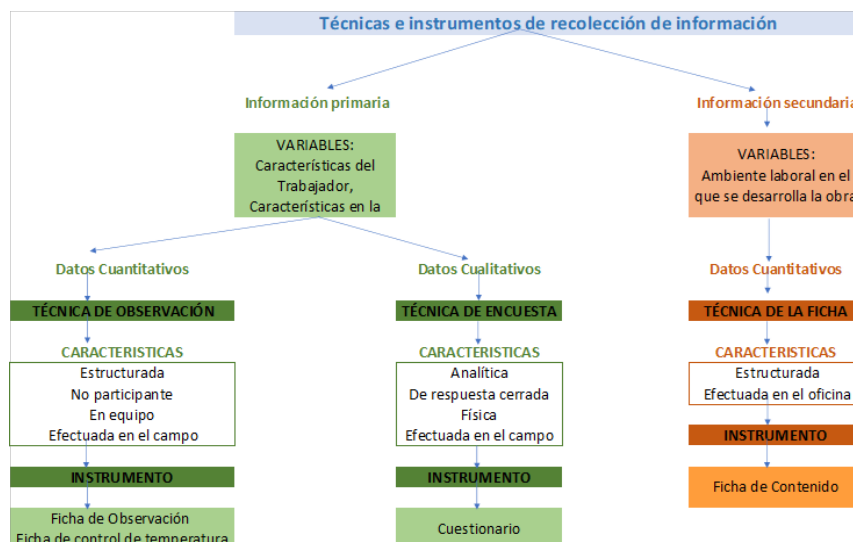 Técnicas e instrumentos de recolección de información
Información primaria
Información secundaria
VARIABLES:
Características del
Trabajador,
Características en la
VARIABLES:
Ambiente laboral en el
que se desarrolla la obra
Datos Cuantitativos
Datos Cualitativos
Datos Cuantitativos
TÉCNICA DE OBSERVACIÓN
TÉCNICA DE ENCUESTA
TÉCNICA DE LA FICHA
CARACTERISTICAS
CARACTERISTICAS
CARACTERISTICAS
Estructurada
No participante
En equipo
Efectuada en el campo
Analítica
De respuesta cerrada
Física
Efectuada en el campo
Estructurada
Efectuada en el oficina
INSTRUMENTO
INSTRUMENTO
INSTRUMENTO
Ficha de Observación
Ficha de control de temperatura
Cuestionario
Ficha de Contenido